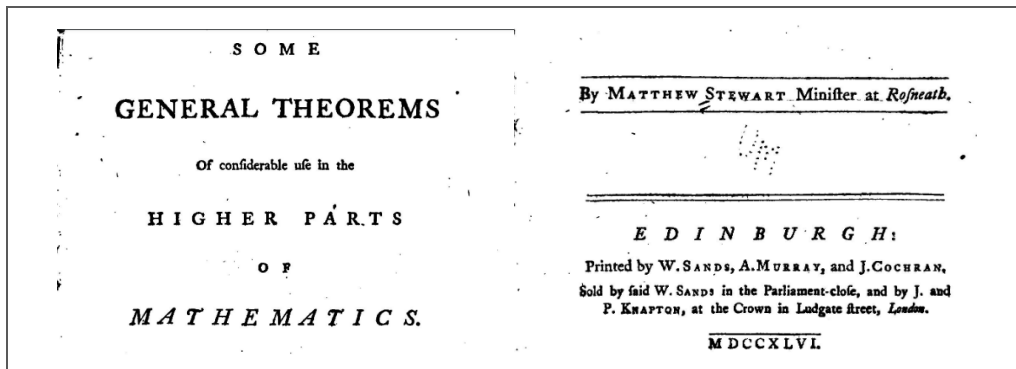 SOME
GENERAL THEOREMS
Of conſiderable uſe in the
HIGHER PARTS
OF
MATHEMATICS.
By MATTHEW STEWART Miniſter at Roſneath.
EDINBURGH:
Printed by W. SANDS, A. MURRAY, and J. COCHRAN,
Sold by ſaid W. SANDS in the Parliament-cloſe, and by J. and
P. KNAPTON, at the Crown in Ludgate ſtreet, London.
MDCCXLVI.